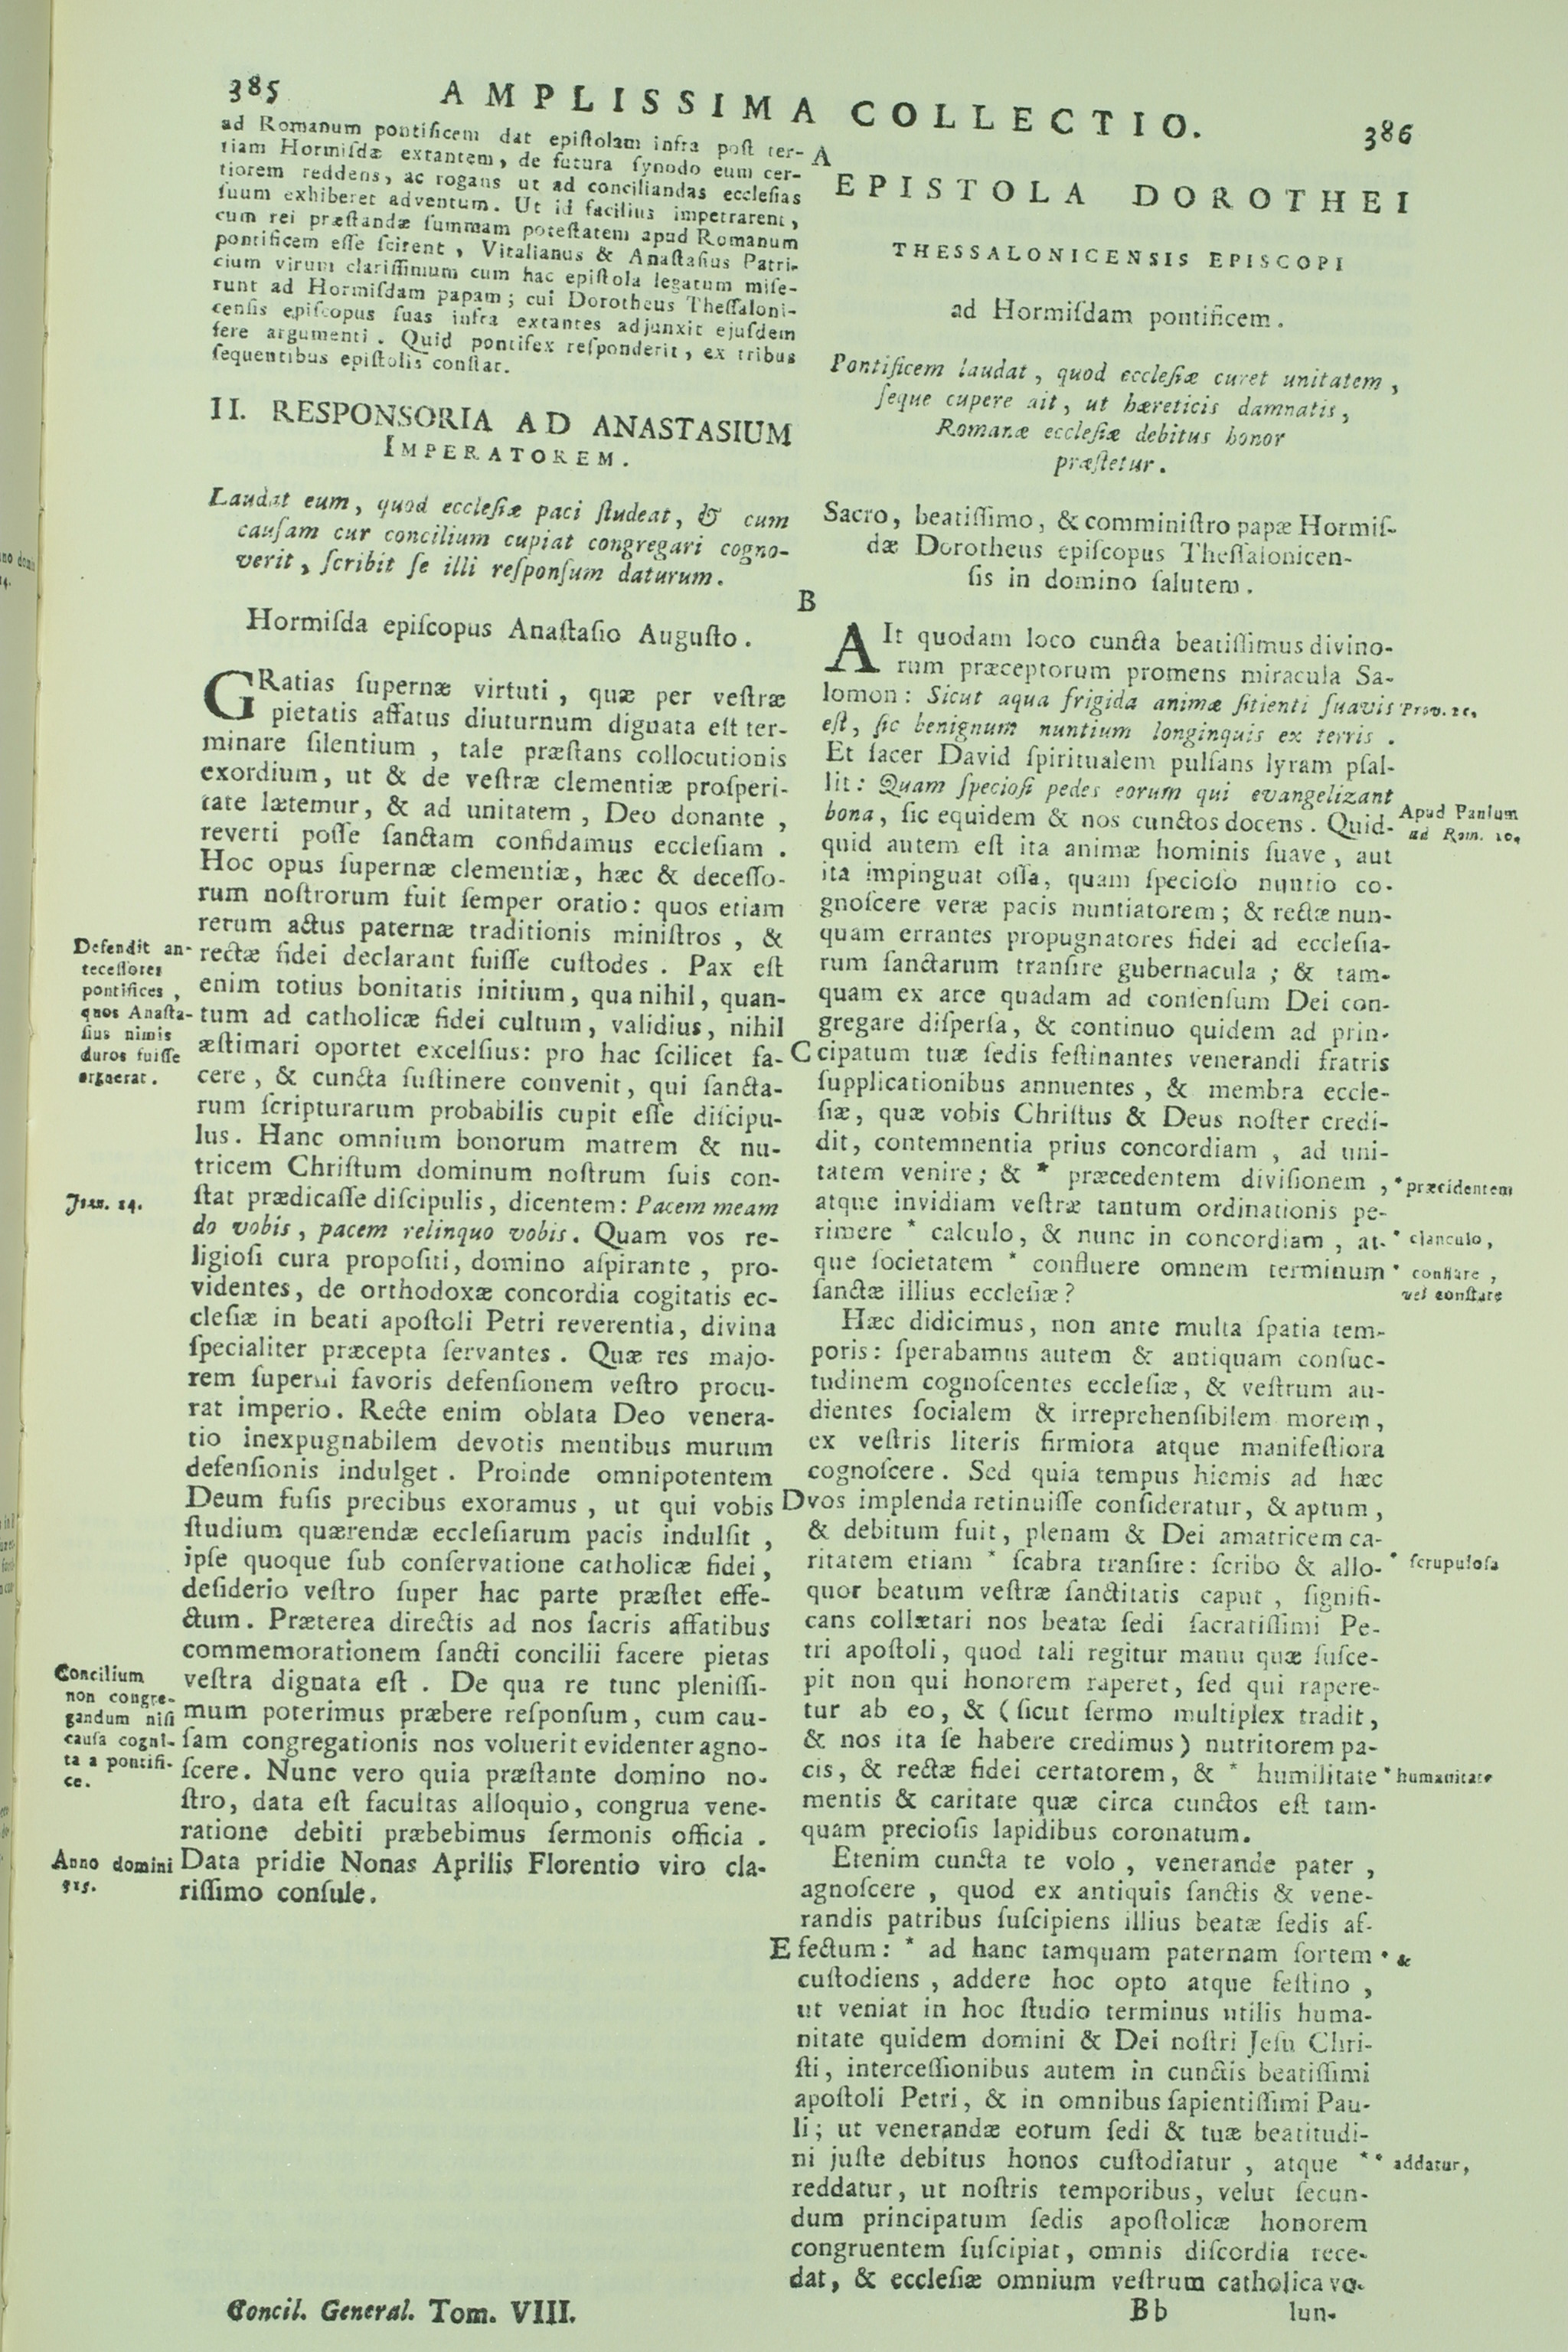 385
AMPLISSIMA COLLECTIO.
386
ad Romanum pontificem dat epiſtolam infra poſt ter-
tiam Hormiſdæ extantem, de futura ſynodo eum cer-
tiorem reddens, ac rogans ut ad conciliandas eccleſias
ſuum exhiberet adventum. Ut id facilius impetrarent,
cum rei præſtandæ ſummam poteſtatem apud Romanum
pontificem eſſe ſcirent, Vitalianus & Anaſtaſius Patri-
cium virum clariſſimum cum hac epiſtola legatum miſe-
runt ad Hormiſdam papam; cui Dorotheus Theſſaloni-
cenſis epiſcopus ſuas infra extantes adjunxit ejuſdem
fere argumenti. Quid pontifex reſponderit, ex tribus
ſequentibus epiſtolis conſtat.
II. RESPONSORIA AD ANASTASIUM
IMPERATOREM.
Laudat eum, quod eccleſiæ paci ſtudeat, & cum
cauſam cur concilium cupiat congregari cogno-
verit, ſcribit ſe illi reſponſum daturum.
Hormiſda epiſcopus Anaſtaſio Auguſto.
GRatias ſupernæ virtuti, quæ per veſtræ
pietatis affatus diuturnum dignata eſt ter-
minare ſilentium, tale præſtans collocutionis
exordium, ut & de veſtræ clementiæ proſperi-
tate lætemur, & ad unitatem, Deo donante,
reverti poſſe ſanctam confidamus eccleſiam.
Hoc opus ſupernæ clementiæ, hæc & deceſſo-
rum noſtrorum fuit ſemper oratio: quos etiam
rerum actus paternæ traditionis miniſtros, &
rectæ fidei declarant fuiſſe cuſtodes. Pax eſt
enim totius bonitatis initium, qua nihil, quan-
tum ad catholicæ fidei cultum, validius, nihil
æſtimari oportet excelſius: pro hac ſcilicet fa-
cere, & cuncta ſuſtinere convenit, qui ſancta-
rum ſcripturarum probabilis cupit eſſe diſcipu-
lus. Hanc omnium bonorum matrem & nu-
tricem Chriſtum dominum noſtrum ſuis con-
ſtat prædicaſſe diſcipulis, dicentem: Pacem meam
do vobis, pacem relinquo vobis. Quam vos re-
ligioſi cura propoſiti, domino aſpirante, pro-
videntes, de orthodoxæ concordia cogitatis ec-
cleſiæ in beati apoſtoli Petri reverentia, divina
ſpecialiter præcepta ſervantes. Quæ res majo-
rem ſuperni favoris defenſionem veſtro procu-
rat imperio. Recte enim oblata Deo venera-
tio inexpugnabilem devotis mentibus murum
defenſionis indulget. Proinde omnipotentem
Deum fuſis precibus exoramus, ut qui vobis
ſtudium quærendæ eccleſiarum pacis indulſit,
ipſe quoque ſub conſervatione catholicæ fidei,
deſiderio veſtro ſuper hac parte præſtet effe-
ctum. Præterea directis ad nos ſacris affatibus
commemorationem ſancti concilii facere pietas
veſtra dignata eſt. De qua re tunc pleniſſi-
mum poterimus præbere reſponſum, cum cau-
ſam congregationis nos voluerit evidenter agno-
ſcere. Nunc vero quia præſtante domino no-
ſtro, data eſt facultas alloquio, congrua vene-
ratione debiti præbebimus ſermonis officia.
Data pridie Nonas Aprilis Florentio viro cla-
riſſimo conſule.
Defendit an-
teceſſores
pontifices,
quos Anaſta-
ſius nimis
duros fuiſſe
arguerat.
Joan. 14.
Concilium
non congre-
gandum niſi
cauſa cogni-
ta a pontifi-
ce.
Anno domini
515.
A
B
C
D
E
EPISTOLA DOROTHEI
THESSALONICENSIS EPISCOPI
ad Hormiſdam pontificem.
Pontificem laudat, quod eccleſiæ curet unitatem,
ſeque cupere ait, ut hæreticis damnatis,
Romanæ eccleſiæ debitus honor
præſtetur.
Sacro, beatiſſimo, & comminiſtro papæ Hormiſ-
dæ Dorotheus epiſcopus Theſſalonicen-
ſis in domino ſalutem.
AIt quodam loco cuncta beatiſſimus divino-
rum præceptorum promens miracula Sa-
lomon: Sicut aqua frigida animæ ſitienti ſuavis
eſt, ſic benignum nuntium longinquis ex terris.
Et ſacer David ſpiritualem pulſans lyram pſal-
lit: Quam ſpecioſi pedes eorum qui evangelizant
bona, ſic equidem & nos cunctos docens. Quid-
quid autem eſt ita animæ hominis ſuave, aut
ita impinguat oſſa, quam ſpecioſo nuntio co-
gnoſcere veræ pacis nuntiatorem; & rectæ nun-
quam errantes propugnatores fidei ad eccleſia-
rum ſanctarum tranſire gubernacula; & tam-
quam ex arce quadam ad conſenſum Dei con-
gregare diſperſa, & continuo quidem ad prin-
cipatum tuæ ſedis feſtinantes venerandi fratris
ſupplicationibus annuentes, & membra eccle-
ſiæ, quæ vobis Chriſtus & Deus noſter credi-
dit, contemnentia prius concordiam, ad uni-
tatem venire; & * præcedentem diviſionem,
atque invidiam veſtræ tantum ordinationis pe-
rimere * calculo, & nunc in concordiam, at-
que ſocietatem * confluere omnem terminum
ſanctæ illius eccleſiæ?
Hæc didicimus, non ante multa ſpatia tem-
poris: ſperabamus autem & antiquam conſue-
tudinem cognoſcentes eccleſiæ, & veſtrum au-
dientes ſocialem & irreprehenſibilem morem,
ex veſtris literis firmiora atque manifeſtiora
cognoſcere. Sed quia tempus hiemis ad hæc
vos implenda retinuiſſe conſideratur, & aptum,
& debitum fuit, plenam & Dei amatricem ca-
ritatem etiam * ſcabra tranſire: ſcribo & allo-
quor beatum veſtræ ſanctitatis caput, ſignifi-
cans collætari nos beatæ ſedi ſacratiſſimi Pe-
tri apoſtoli, quod tali regitur manu quæ ſuſce-
pit non qui honorem raperet, ſed qui rapere-
tur ab eo, & (ſicut ſermo multiplex tradit,
& nos ita ſe habere credimus) nutritorem pa-
cis, & rectæ fidei certatorem, & * humilitate
mentis & caritate quæ circa cunctos eſt tam-
quam precioſis lapidibus coronatum.
Etenim cuncta te volo, venerande pater,
agnoſcere, quod ex antiquis ſanctis & vene-
randis patribus ſuſcipiens illius beatæ ſedis af-
fectum: * ad hanc tamquam paternam ſortem
cuſtodiens, addere hoc opto atque feſtino,
ut veniat in hoc ſtudio terminus utilis huma-
nitate quidem domini & Dei noſtri Jeſu Chri-
ſti, interceſſionibus autem in cunctis beatiſſimi
apoſtoli Petri, & in omnibus ſapientiſſimi Pau-
li; ut venerandæ eorum ſedi & tuæ beatitudi-
ni juſte debitus honos cuſtodiatur, atque *
reddatur, ut noſtris temporibus, velut ſecun-
dum principatum ſedis apoſtolicæ honorem
congruentem ſuſcipiat, omnis diſcordia rece-
dat, & eccleſiæ omnium veſtrum catholica vo-
Prov. 25.
Apud Paulum
ad Rom. 10.
* præcidentem
* clanculo,
* conflare,
vel conſtare
* ſcrupuloſa
* humanitate
* &
* addatur,
Concil. General. Tom. VIII.
Bb
lun-